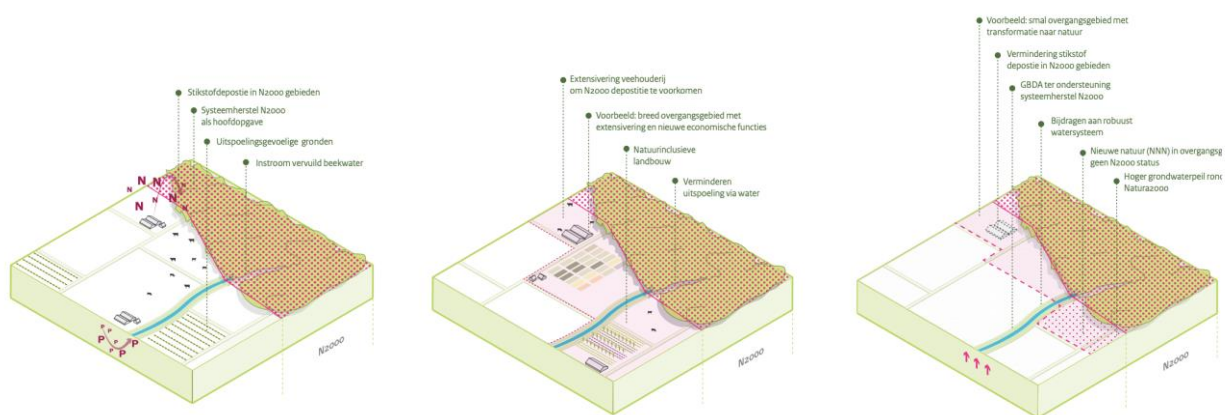 Stikstofdepostie in N2000 gebieden
Systeemherstel N2000
als hoofdopgave
Uitspoelingsgevoelige gronden
Instroom vervuild beekwater
N N N N N N N N N
P P P P P P
N2000
Extensivering veehouderij
om N2000 depostitie te voorkomen
Voorbeeld: breed overgangsgebied met
extensivering en nieuwe economische functies
Natuurinclusieve
landbouw
Verminderen
uitspoeling via water
N2000
Voorbeeld: smal overgangsgebied met
transformatie naar natuur
Vermindering stikstof
depostie in N2000 gebieden
GBDA ter ondersteuning
systeemherstel N2000
Bijdragen aan robuust
watersysteem
Nieuwe natuur (NNN) in overgangsg
geen N2000 status
Hoger grondwaterpeil rond
Natura2000
N2000